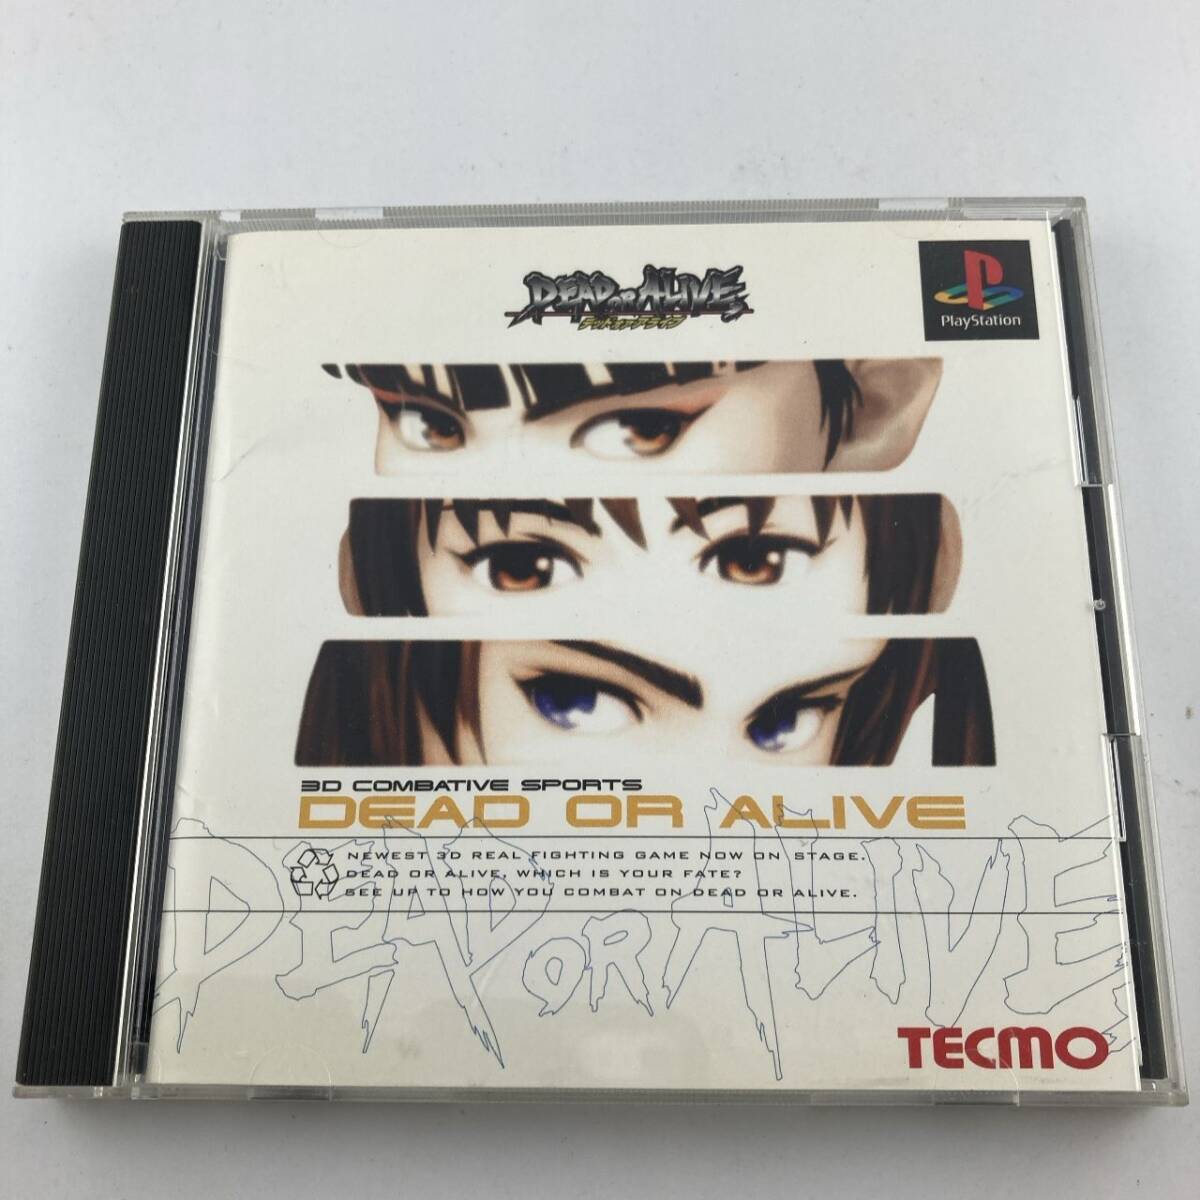 DEAD OR ALIVE
デッドオアアライブ
PlayStation
3D COMBATIVE SPORTS
DEAD OR ALIVE
NEWEST 3D REAL FIGHTING GAME NOW ON STAGE.
DEAD OR ALIVE, WHICH IS YOUR FATE?
SEE UP TO HOW YOU COMBAT ON DEAD OR ALIVE.
DEAD OR ALIVE
TECMO